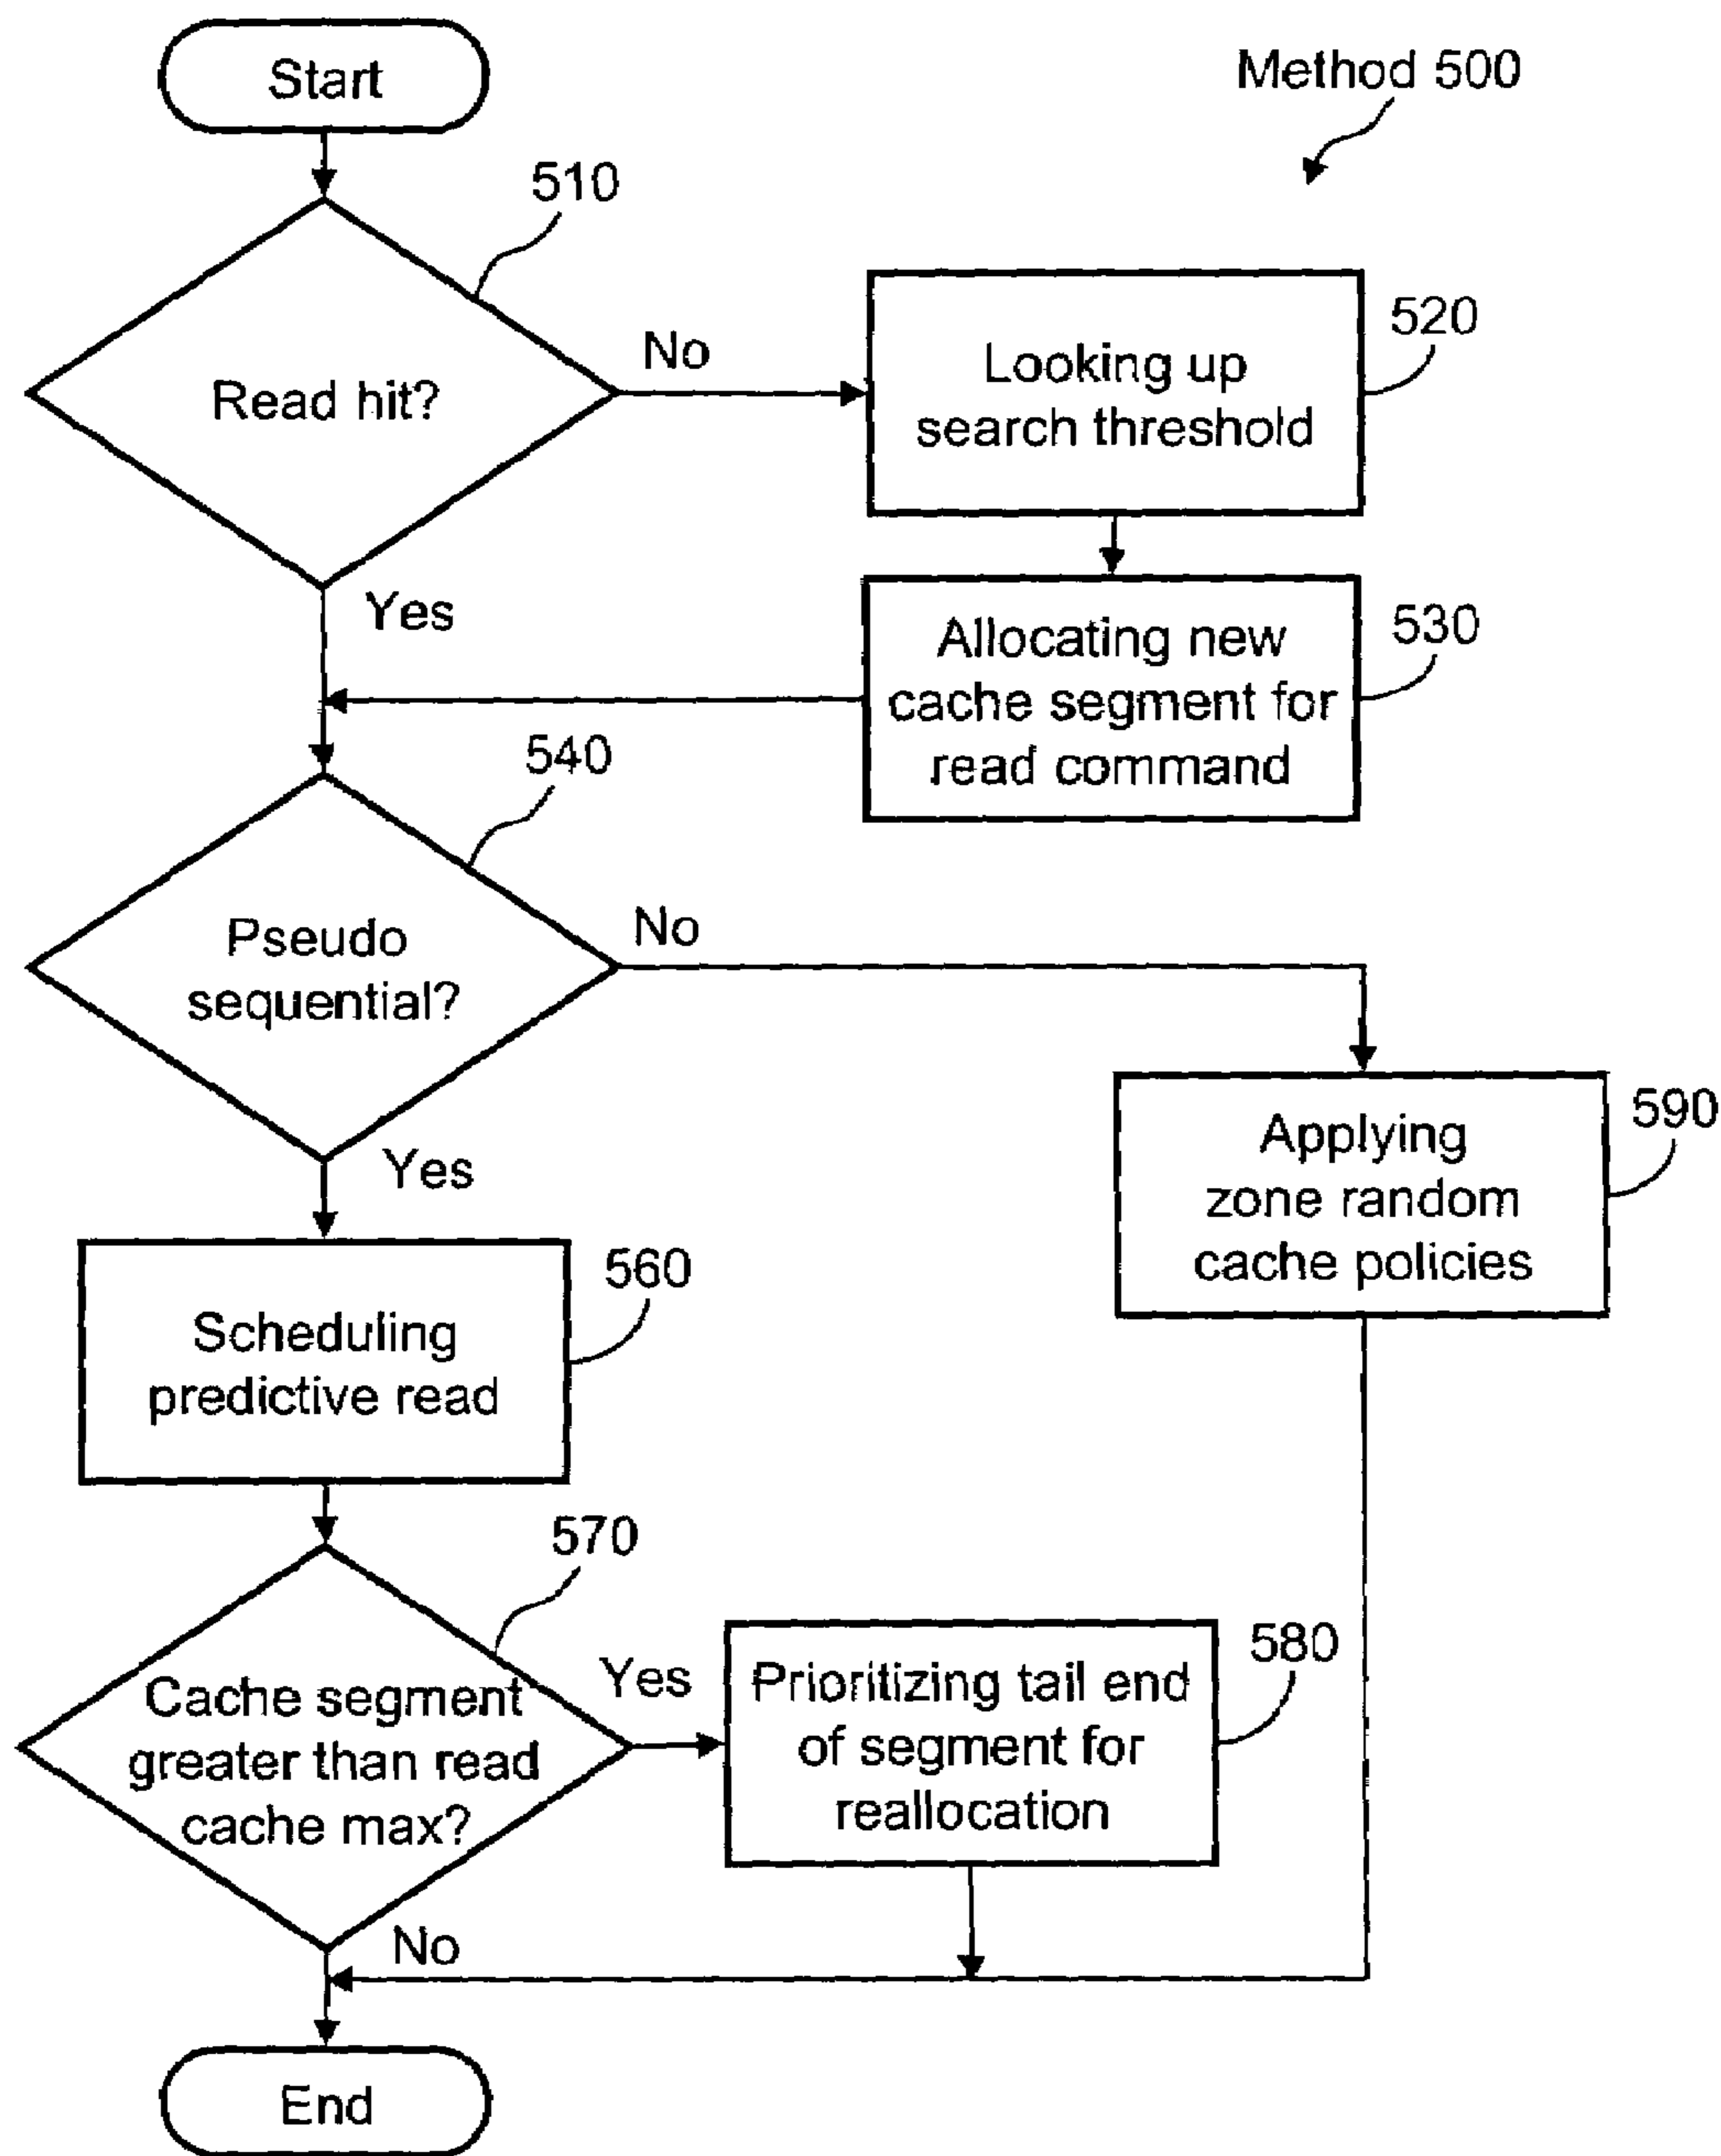 Start
Method 500
510
Read hit?
No
Yes
520
Looking up
search threshold
530
Allocating new
cache segment for
read command
540
Pseudo
sequential?
No
Yes
590
Applying
zone random
cache policies
560
Scheduling
predictive read
570
Cache segment
greater than read
cache max?
Yes
No
580
Prioritizing tail end
of segment for
reallocation
End